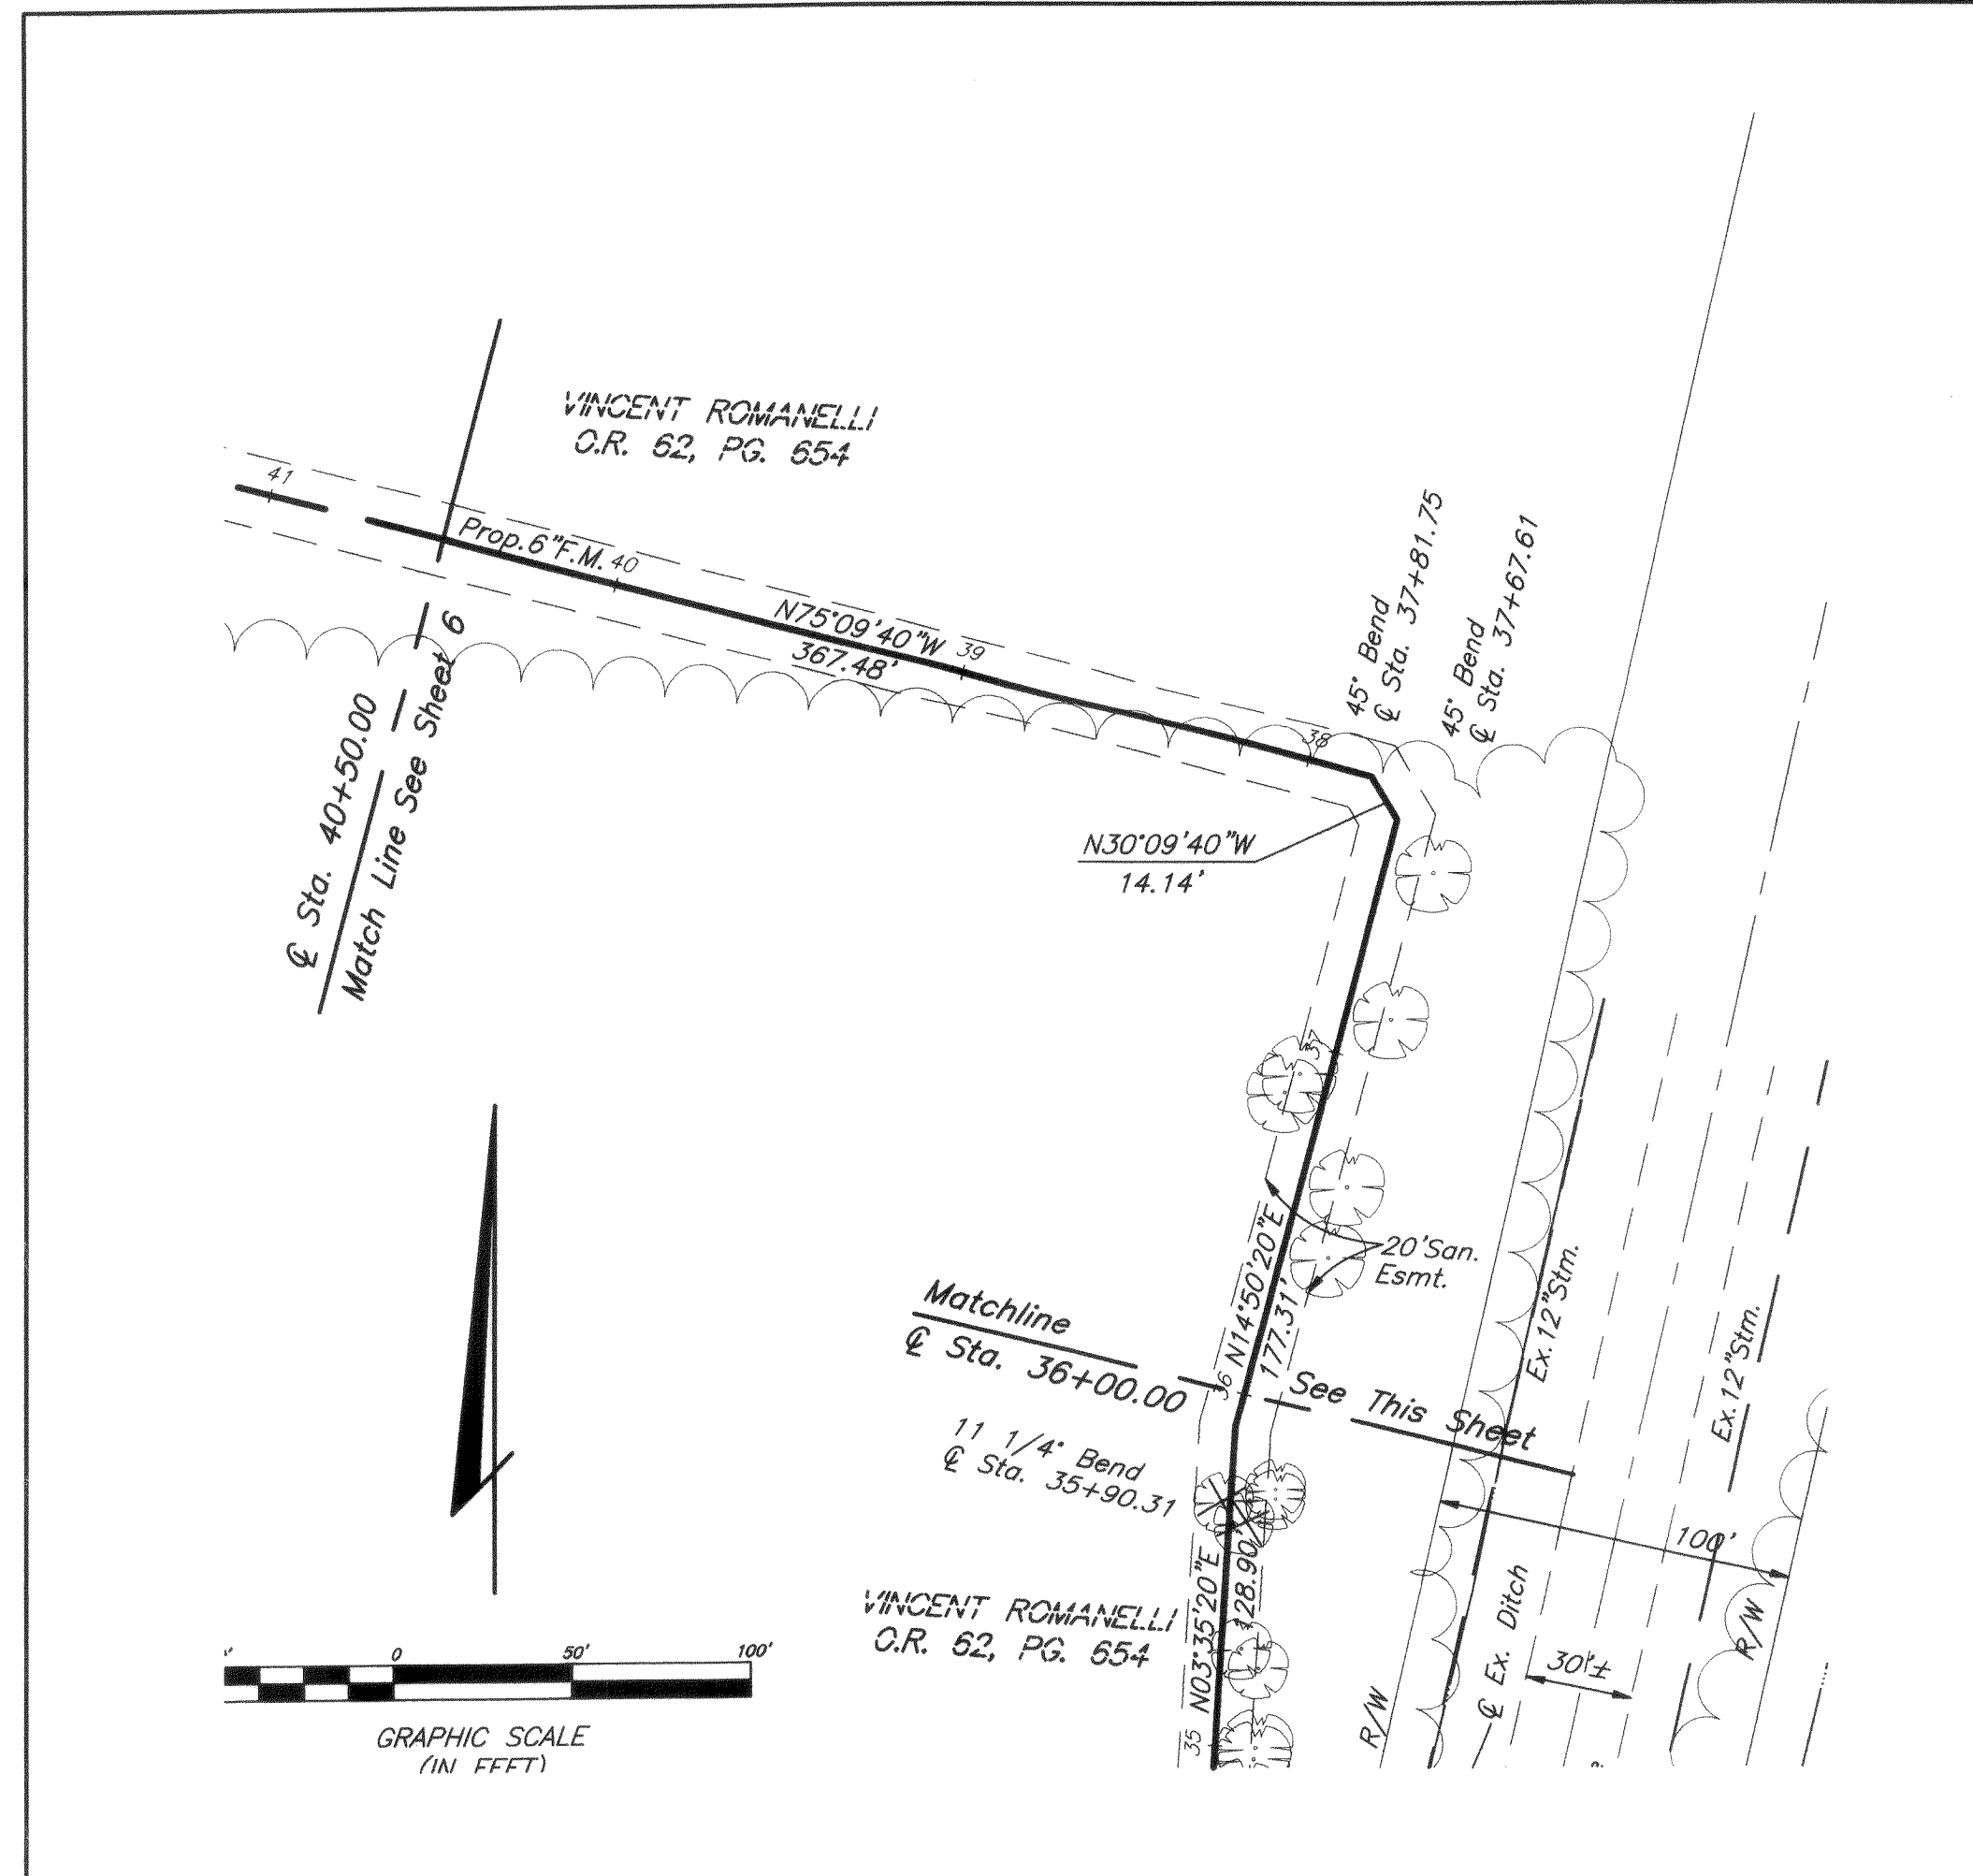 VINCENT ROMANELLI
O.R. 62, PG. 654
41
Prop. 6"F.M.
40
N75°09'40"W
367.48'
39
38
45° Bend
℄ Sta. 37+81.75
45° Bend
℄ Sta. 37+67.61
℄ Sta. 40+50.00
Match Line See Sheet 6
N30°09'40"W
14.14'
37
N14°50'20"E
177.31'
20'San.
Esmt.
Matchline
℄ Sta. 36+00.00
36
See This Sheet
11 1/4° Bend
℄ Sta. 35+90.31
Ex.12"Stm.
Ex.12"Stm.
100'
VINCENT ROMANELLI
O.R. 62, PG. 654
N03°35'20"E
128.90'
35
R/W
℄ Ex. Ditch
30'±
R/W
0
50'
100'
GRAPHIC SCALE
(IN FEET)